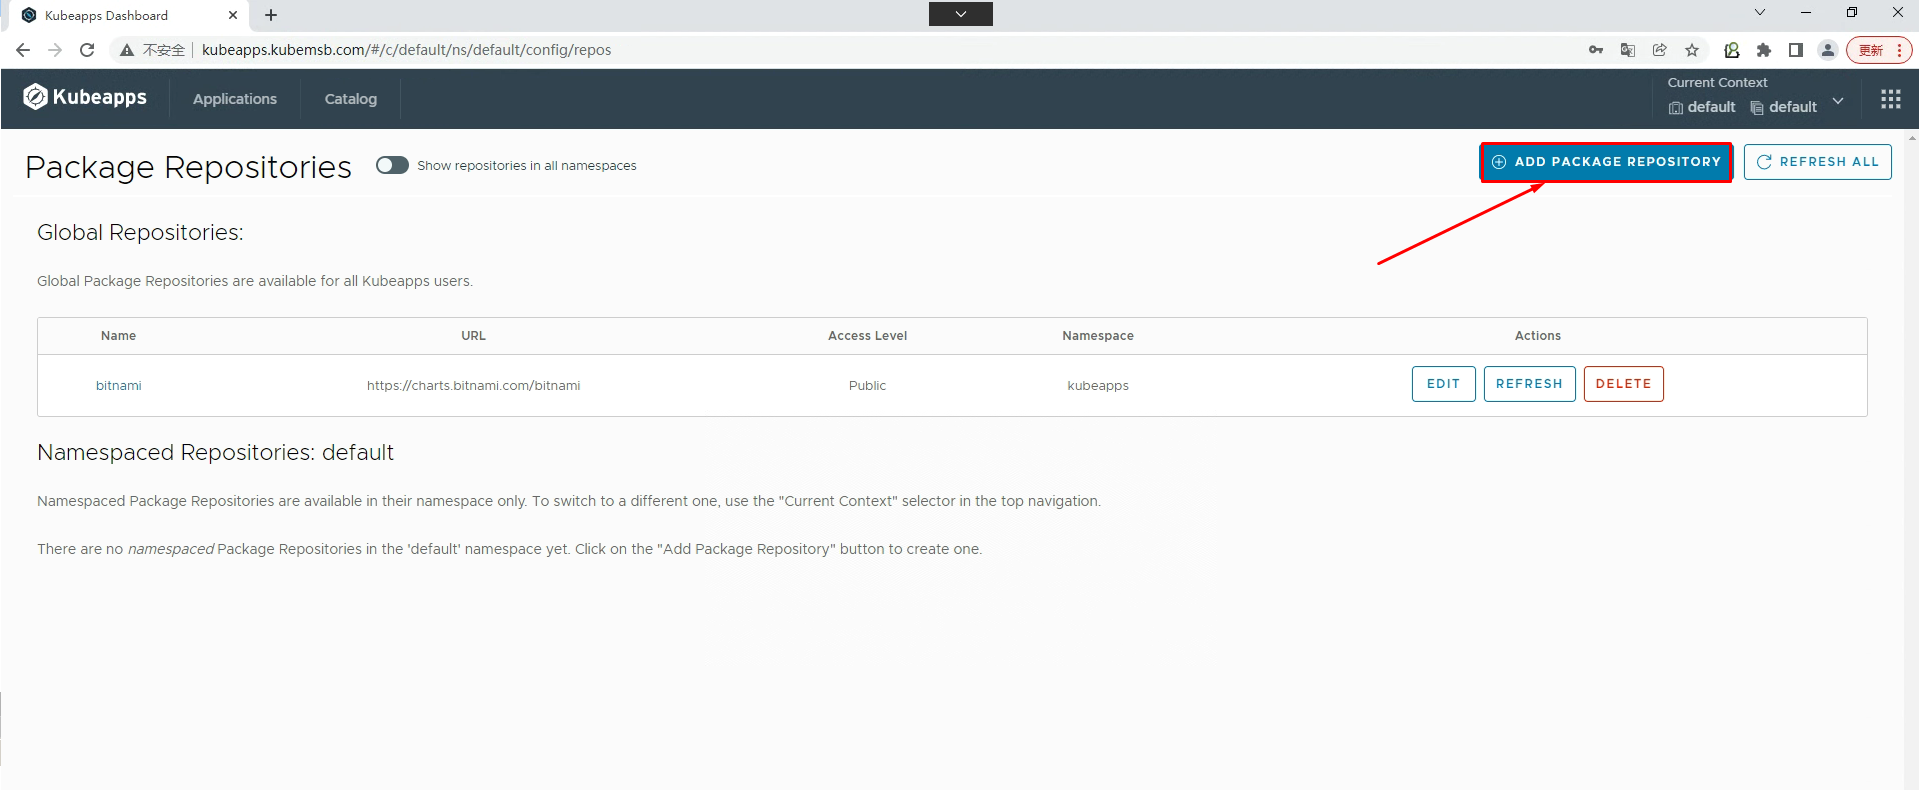 Kubeapps Dashboard
不安全 kubeapps.kubemsb.com/#/c/default/ns/default/config/repos
更新
Kubeapps Applications Catalog
Current Context
default default
Package Repositories Show repositories in all namespaces ADD PACKAGE REPOSITORY REFRESH ALL
Global Repositories:
Global Package Repositories are available for all Kubeapps users.
Name URL Access Level Namespace Actions
bitnami https://charts.bitnami.com/bitnami Public kubeapps EDIT REFRESH DELETE
Namespaced Repositories: default
Namespaced Package Repositories are available in their namespace only. To switch to a different one, use the "Current Context" selector in the top navigation.
There are no namespaced Package Repositories in the 'default' namespace yet. Click on the "Add Package Repository" button to create one.